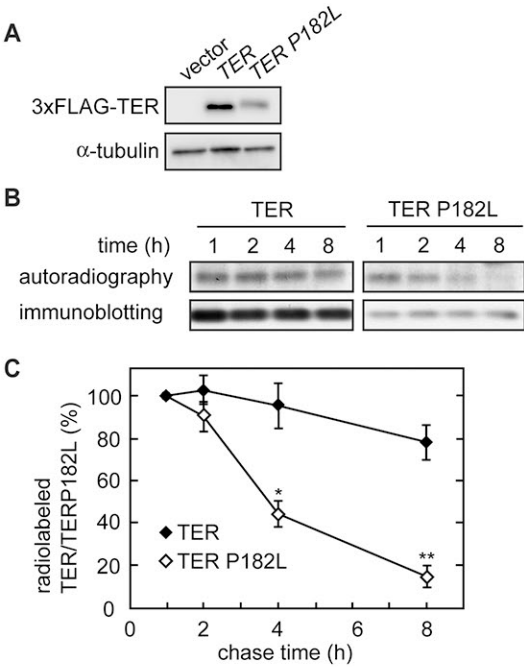 A
vector TER TER P182L
3xFLAG-TER
α-tubulin
B
TER TER P182L
time (h) 1 2 4 8 1 2 4 8
autoradiography
immunoblotting
C
radiolabeled
TER/TERP182L (%)
100
80
60
40
20
0
* **
TER
TER P182L
0 2 4 6 8
chase time (h)